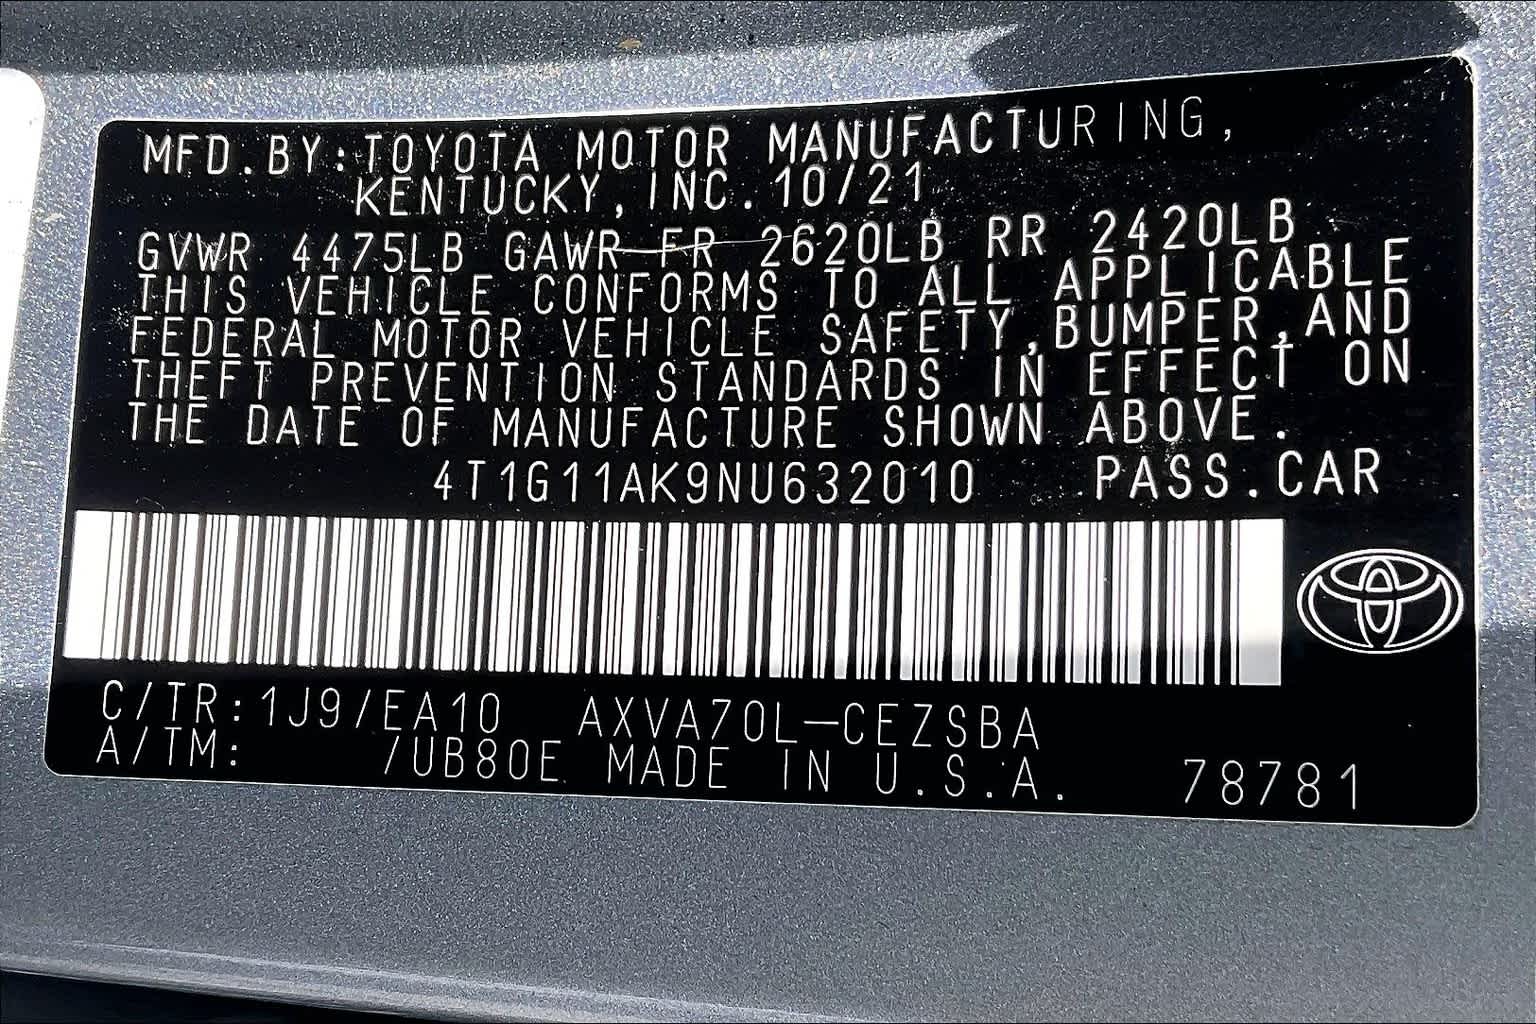 MFD.BY:TOYOTA MOTOR MANUFACTURING,
KENTUCKY,INC.10/21
GVWR 4475LB GAWR FR 2620LB RR 2420LB
THIS VEHICLE CONFORMS TO ALL APPLICABLE
FEDERAL MOTOR VEHICLE SAFETY,BUMPER,AND
THEFT PREVENTION STANDARDS IN EFFECT ON
THE DATE OF MANUFACTURE SHOWN ABOVE.
4T1G11AK9NU632010 PASS.CAR
C/TR:1J9/EA10 AXVA70L-CEZSBA
A/TM: /UB80E MADE IN U.S.A. 78781